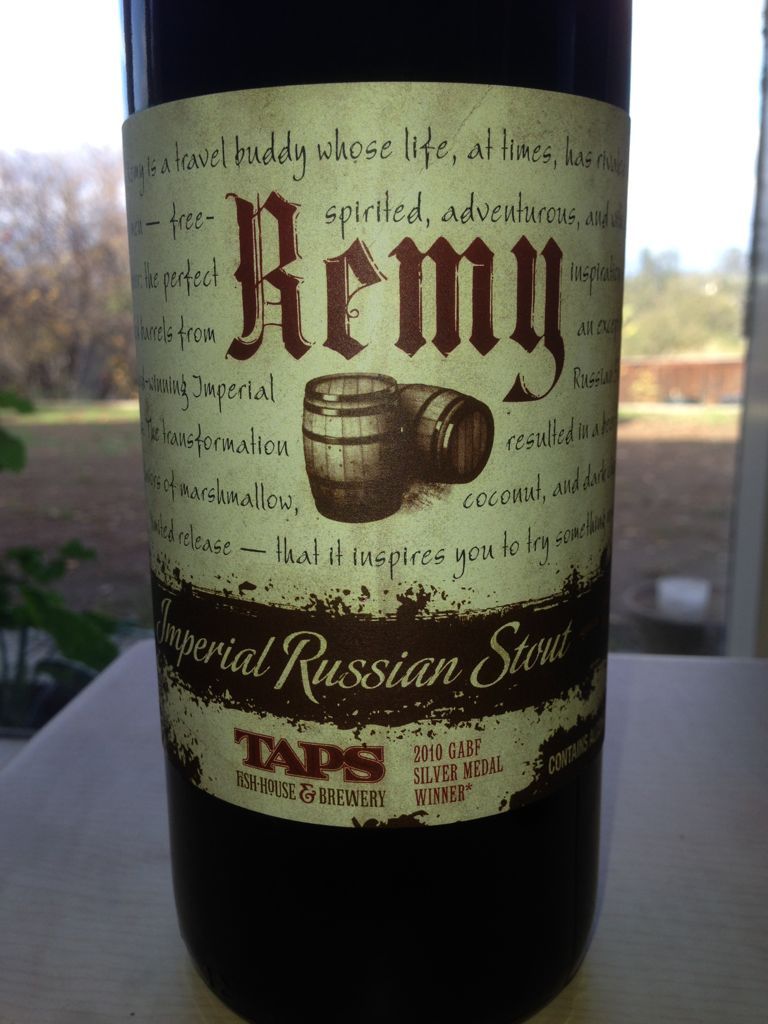 is a travel buddy whose life, at times, has
— free- spirited, adventurous, and
Remy
the perfect
barrels from an
-winning Imperial Russian
The transformation resulted in a
of marshmallow, coconut, and dark
release — that it inspires you to try something
Imperial Russian Stout
TAPS
FISH·HOUSE & BREWERY
2010 GABF
SILVER MEDAL
WINNER*
CONTAINS